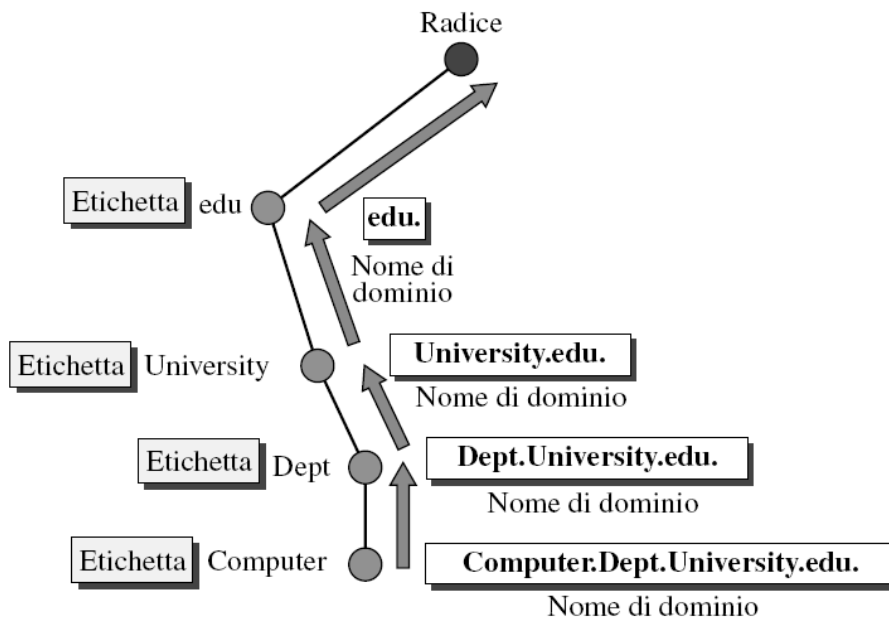 Radice
Etichetta edu
edu.
Nome di
dominio
Etichetta University
University.edu.
Nome di dominio
Etichetta Dept
Dept.University.edu.
Nome di dominio
Etichetta Computer
Computer.Dept.University.edu.
Nome di dominio